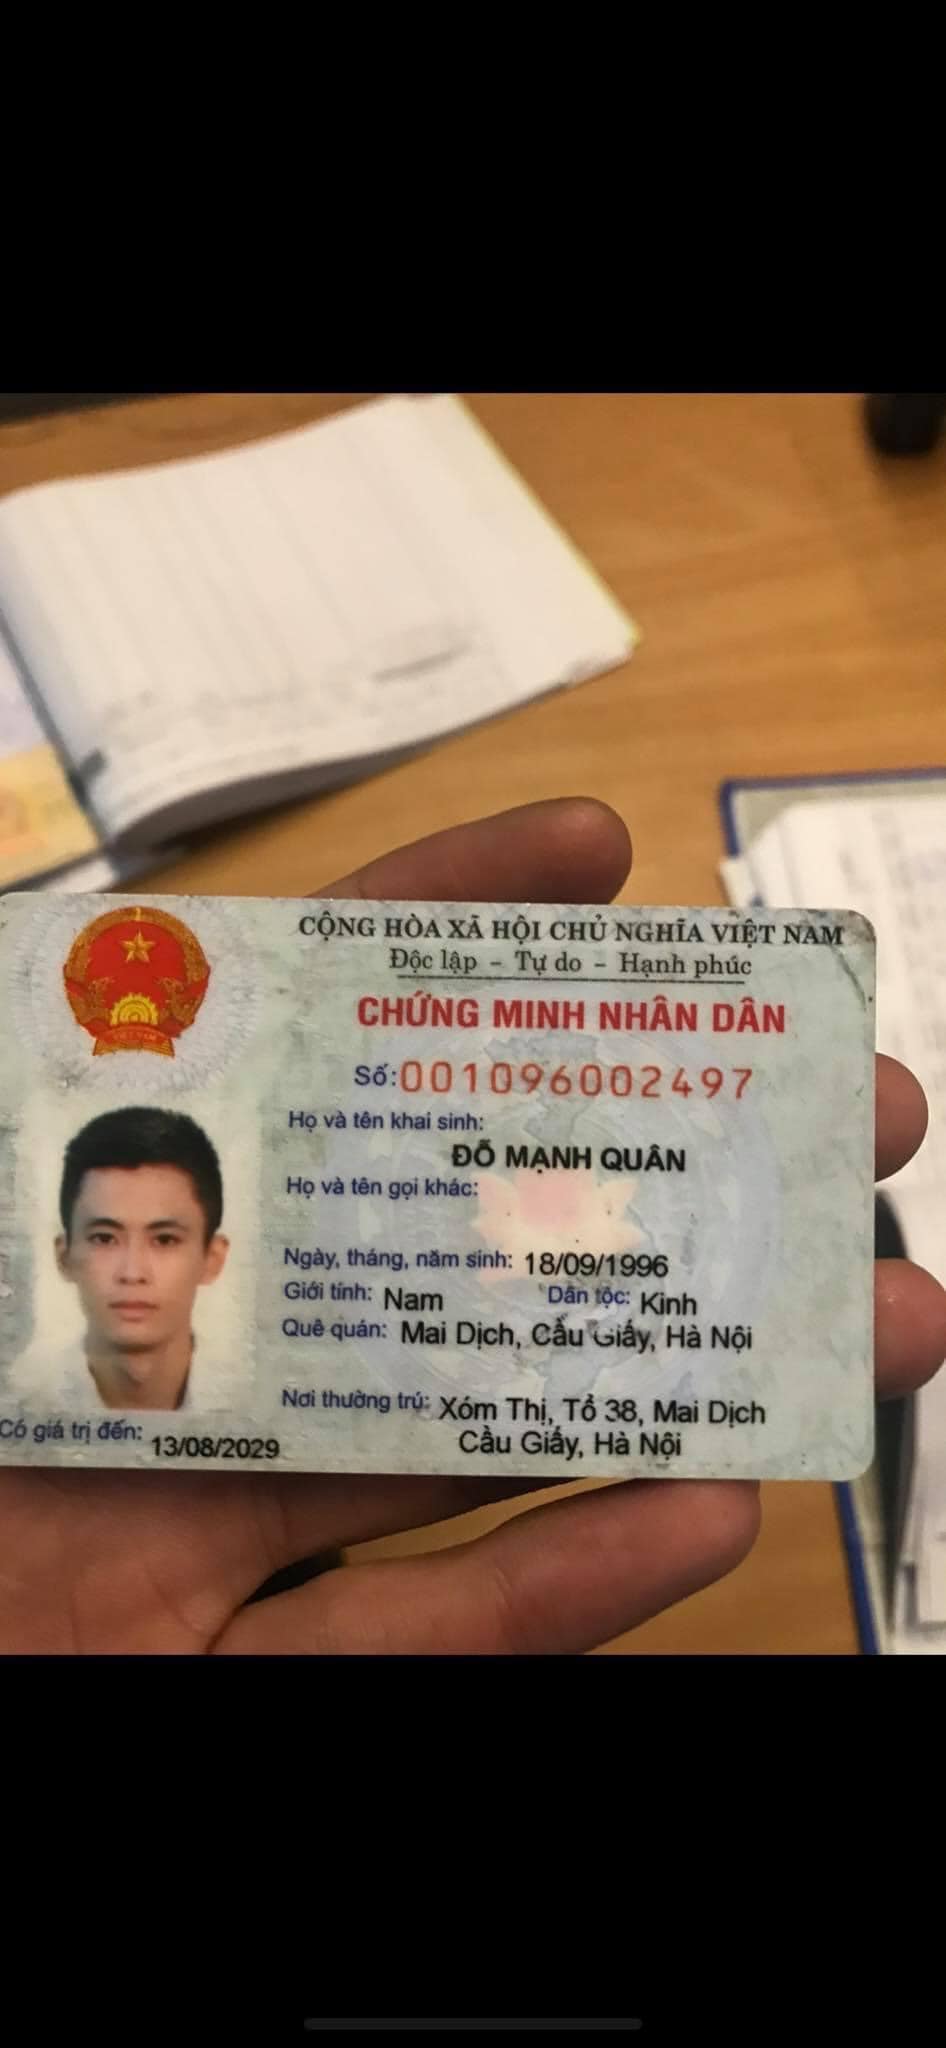 CỘNG HÒA XÃ HỘI CHỦ NGHĨA VIỆT NAM
Độc lập - Tự do - Hạnh phúc
CHỨNG MINH NHÂN DÂN
Số: 001096002497
Họ và tên khai sinh:
ĐỖ MẠNH QUÂN
Họ và tên gọi khác:
Ngày, tháng, năm sinh: 18/09/1996
Giới tính: Nam Dân tộc: Kinh
Quê quán: Mai Dịch, Cầu Giấy, Hà Nội
Nơi thường trú: Xóm Thị, Tổ 38, Mai Dịch
Cầu Giấy, Hà Nội
Có giá trị đến: 13/08/2029